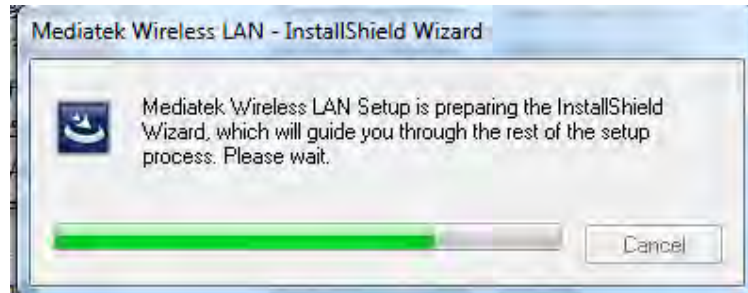 Mediatek Wireless LAN - InstallShield Wizard
Mediatek Wireless LAN Setup is preparing the InstallShield
Wizard, which will guide you through the rest of the setup
process. Please wait.
Cancel